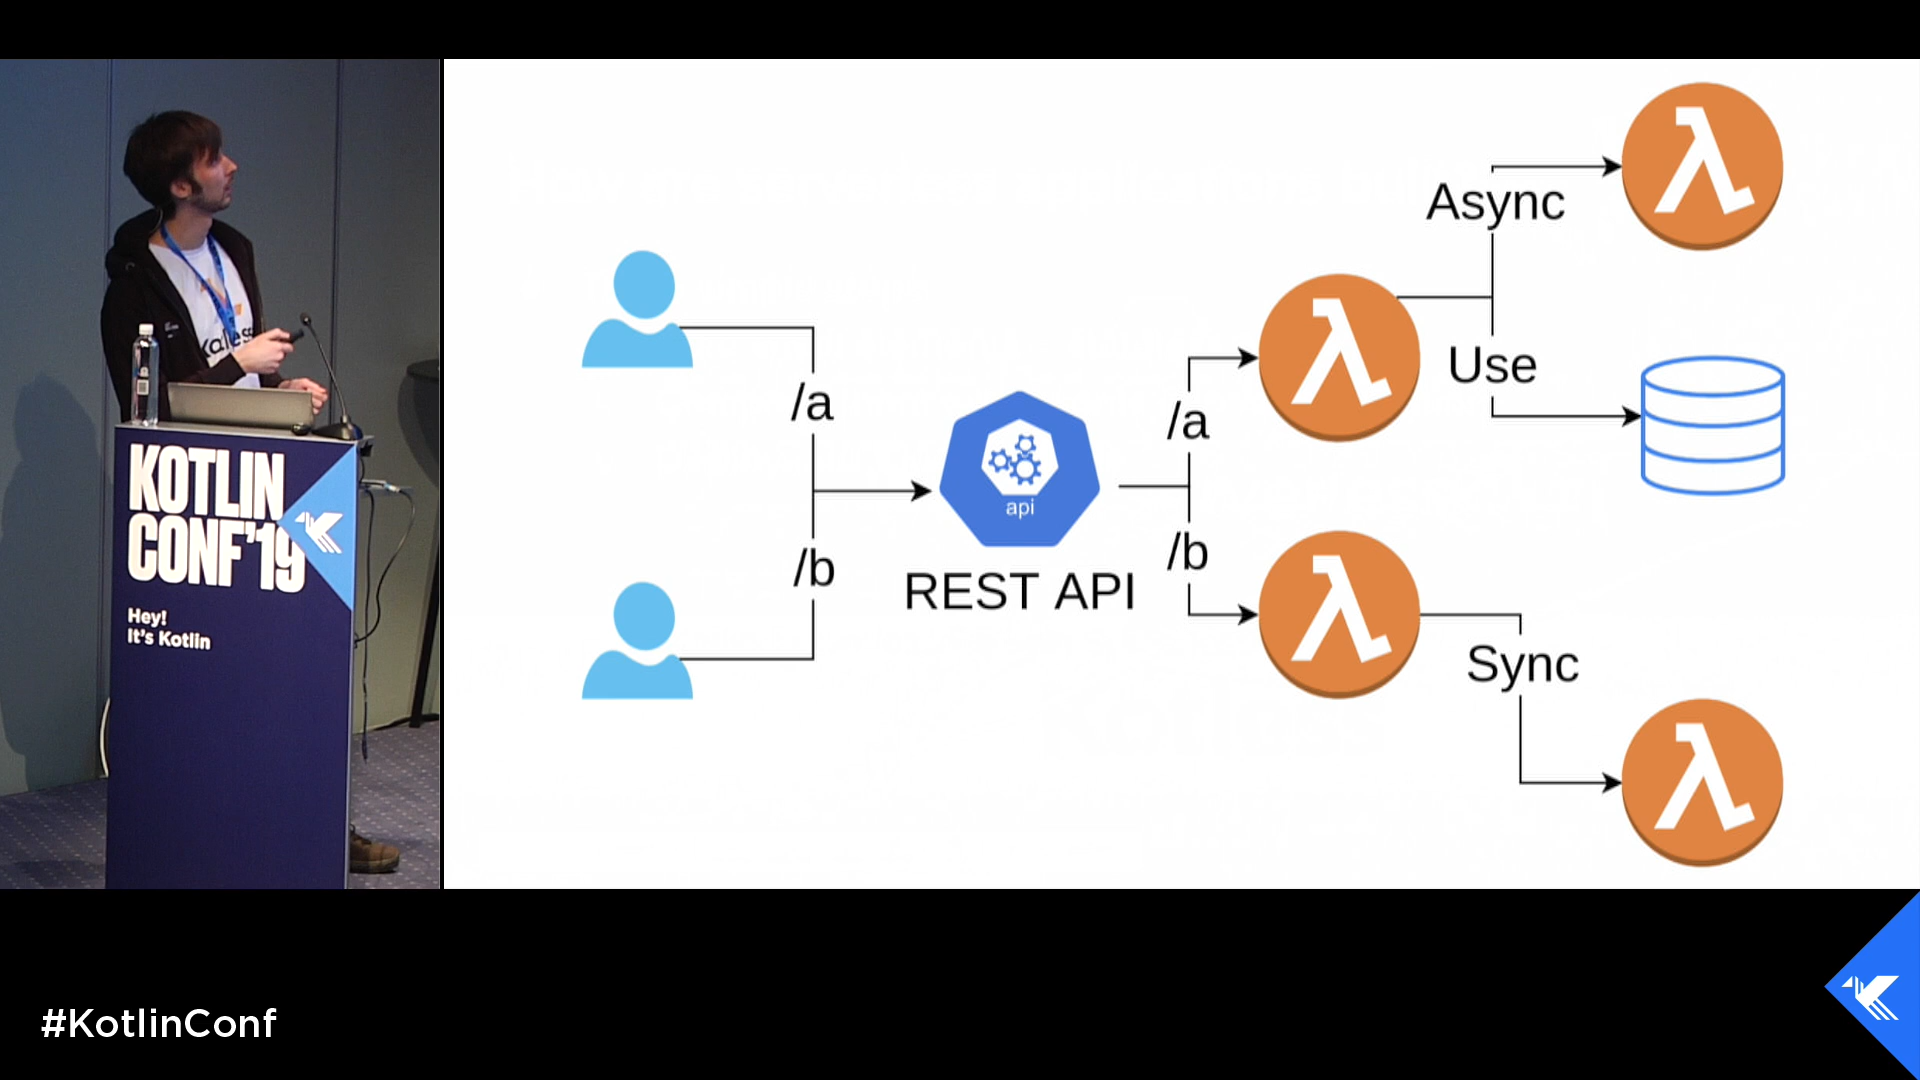 KOTLIN
CONF'19
Hey!
It's Kotlin
/a
/b
api
REST API
/a
/b
Async
Use
Sync
#KotlinConf